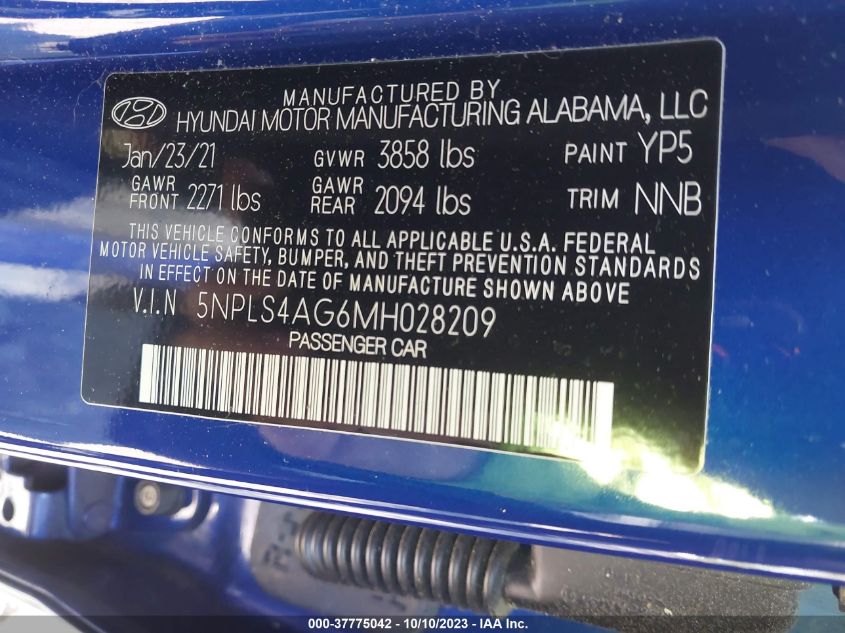 MANUFACTURED BY
HYUNDAI MOTOR MANUFACTURING ALABAMA, LLC
Jan/23/21 GVWR 3858 lbs PAINT YP5
GAWR FRONT 2271 lbs GAWR REAR 2094 lbs TRIM NNB
THIS VEHICLE CONFORMS TO ALL APPLICABLE U.S.A. FEDERAL
MOTOR VEHICLE SAFETY, BUMPER, AND THEFT PREVENTION STANDARDS
IN EFFECT ON THE DATE OF MANUFACTURE SHOWN ABOVE
V.I.N 5NPLS4AG6MH028209
PASSENGER CAR
000-37775042 - 10/10/2023 - IAA Inc.